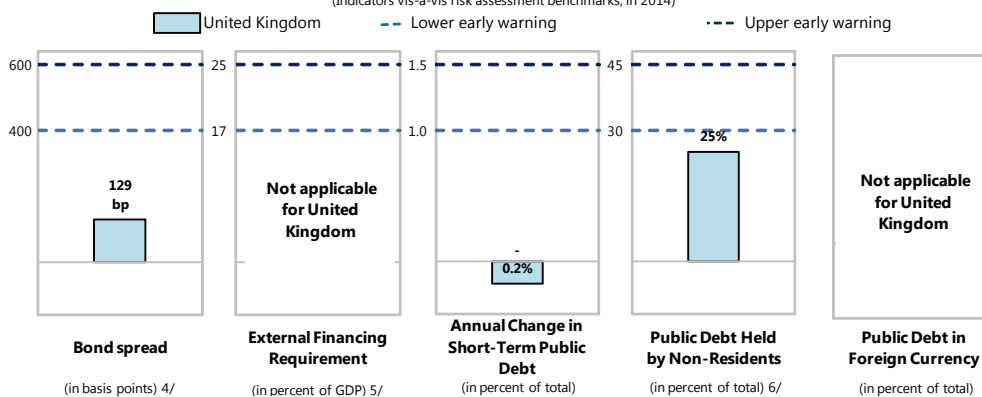 (Indicators vis-à-vis risk assessment benchmarks, in 2014)
United Kingdom
Lower early warning
Upper early warning
600
400
129
bp
Bond spread
(in basis points) 4/
25
17
Not applicable
for United
Kingdom
External Financing
Requirement
(in percent of GDP) 5/
1.5
1.0
-
0.2%
Annual Change in
Short-Term Public
Debt
(in percent of total)
45
30
25%
Public Debt Held
by Non-Residents
(in percent of total) 6/
Not applicable
for United
Kingdom
Public Debt in
Foreign Currency
(in percent of total)